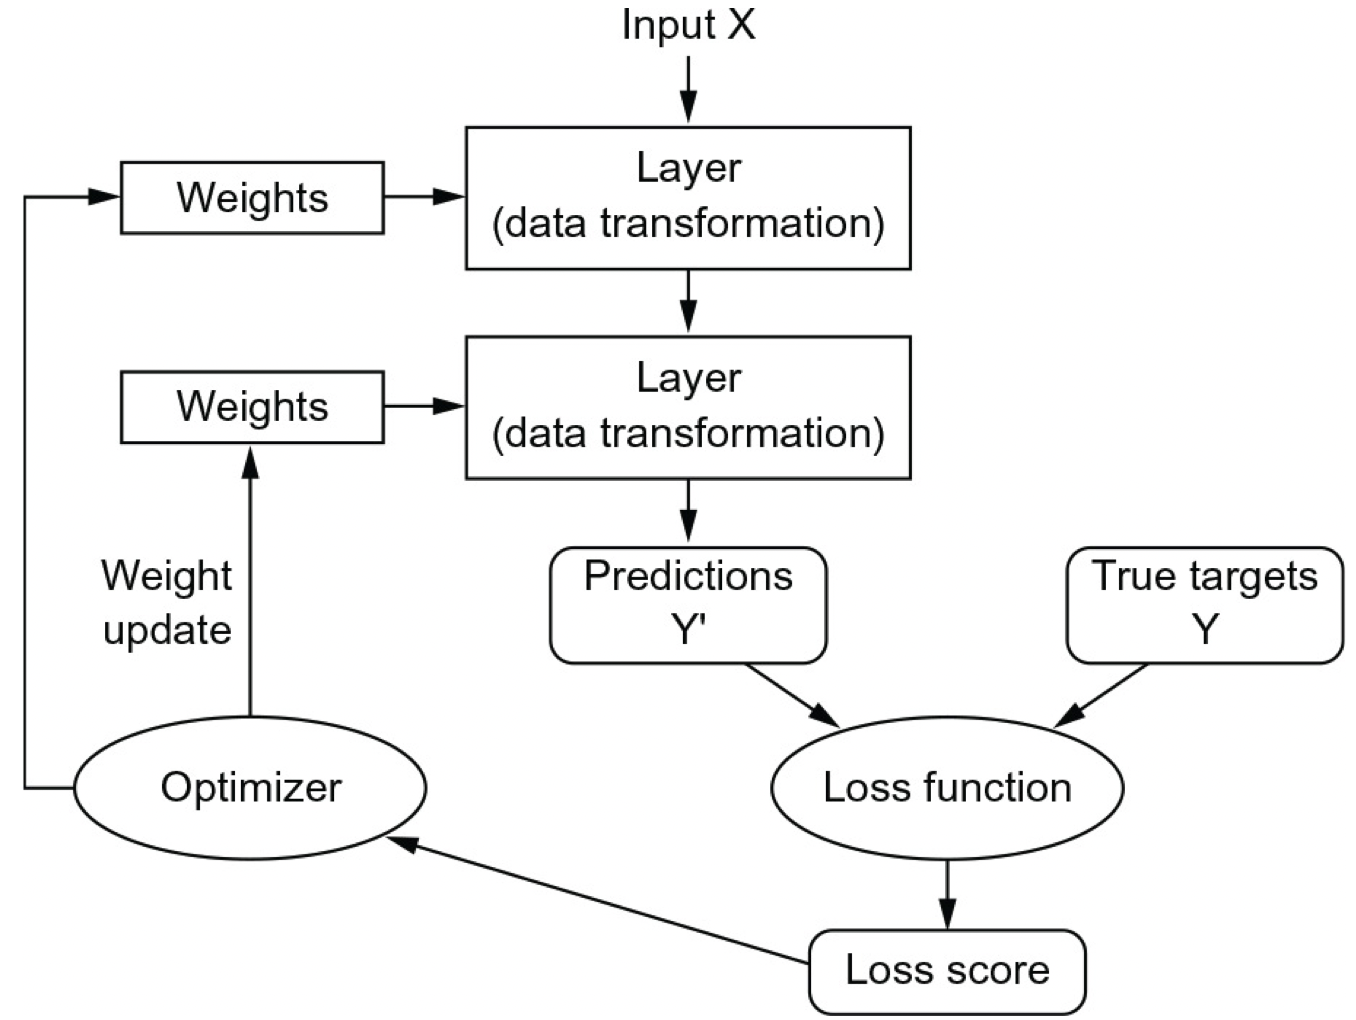 Input X
Weights
Layer
(data transformation)
Weights
Layer
(data transformation)
Weight
update
Predictions
Y'
True targets
Y
Optimizer
Loss function
Loss score